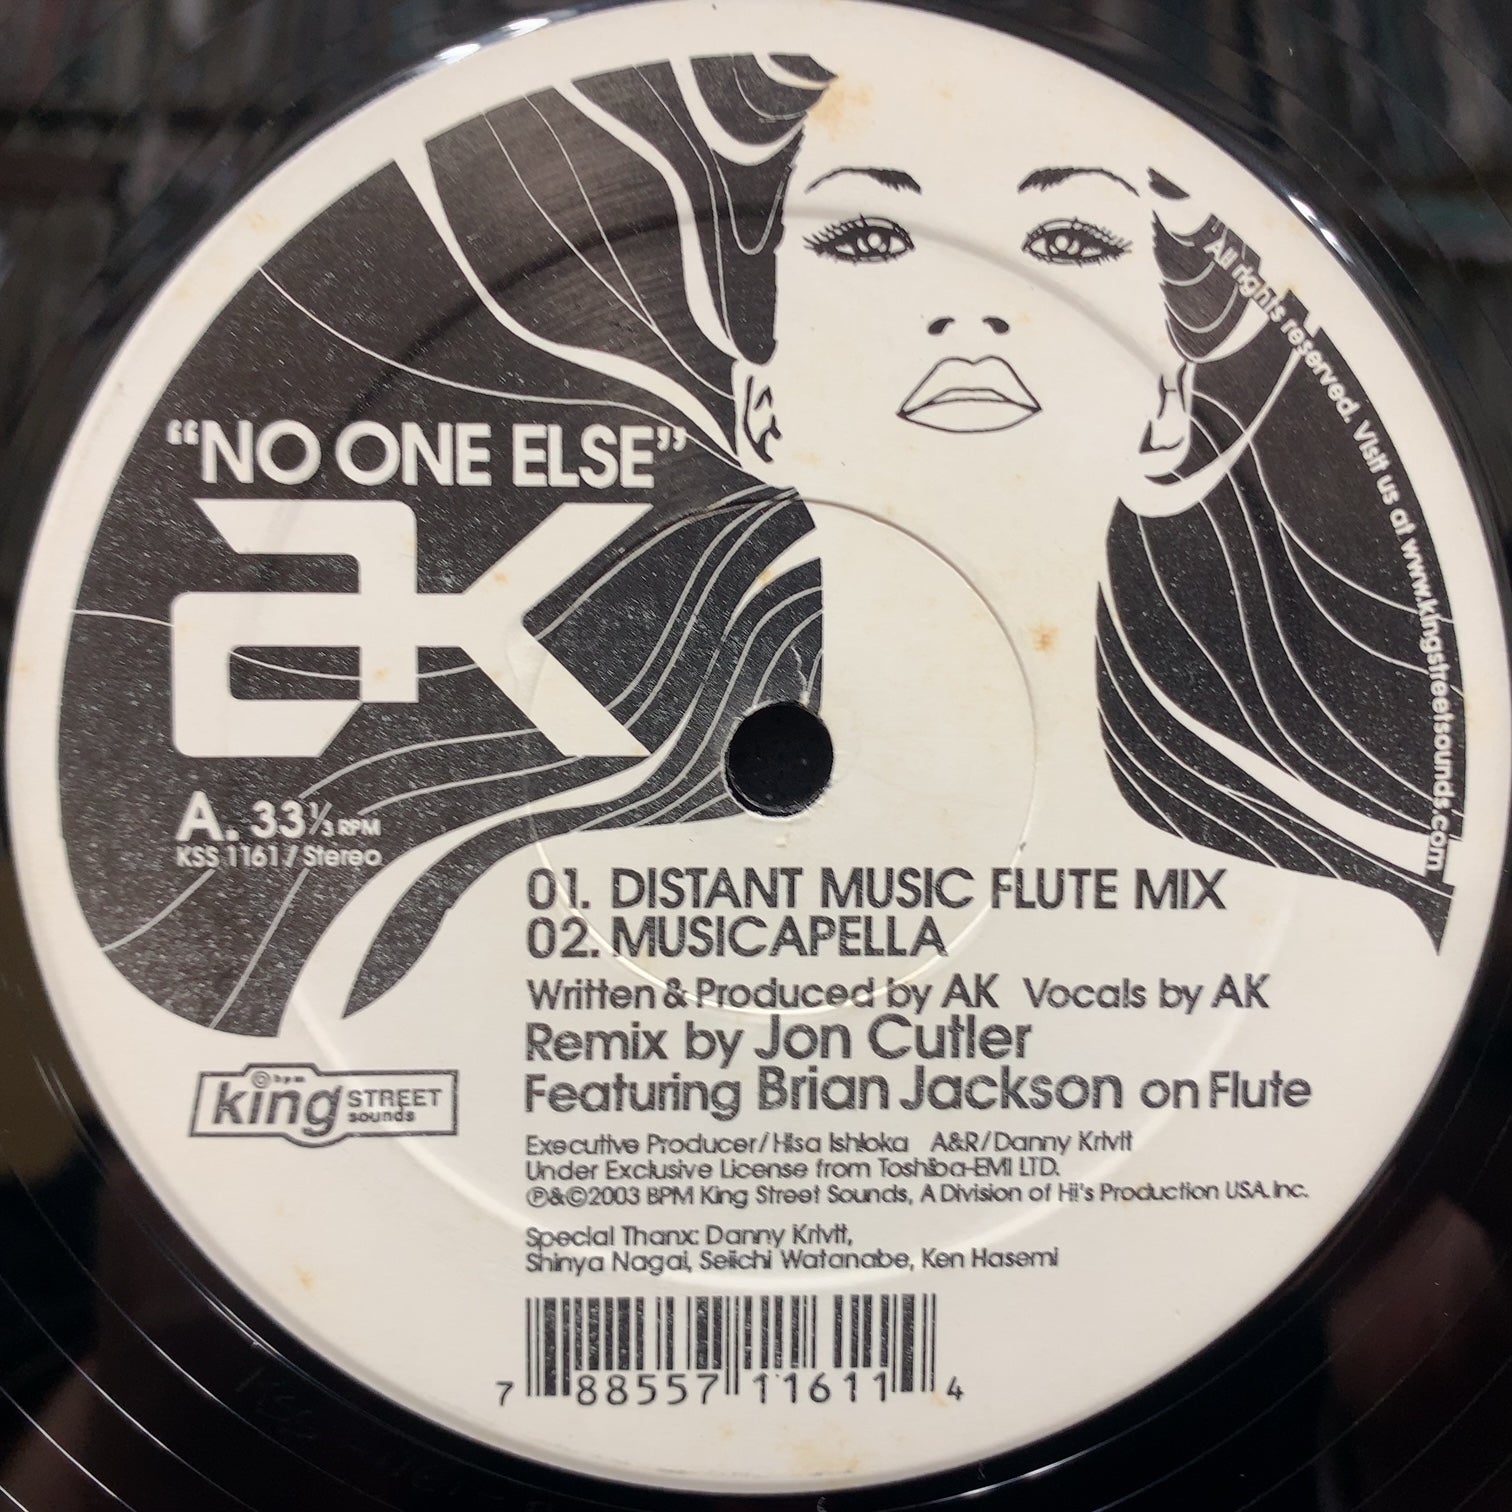 "NO ONE ELSE"
AK
A. 33 1/3 RPM
KSS 1161 / Stereo
All rights reserved. Visit us at www.kingstreetsounds.com
01. DISTANT MUSIC FLUTE MIX
02. MUSICAPELLA
Written & Produced by AK Vocals by AK
Remix by Jon Cutler
Featuring Brian Jackson on Flute
bpm
king STREET
sounds
Executive Producer/Hisa Ishioka A&R/Danny Krivit
Under Exclusive License from Toshiba-EMI LTD.
℗&©2003 BPM King Street Sounds, A Division of Hi's Production USA. Inc.
Special Thanx: Danny Krivit,
Shinya Nagai, Seiichi Watanabe, Ken Hasemi
7 88557 11611 4